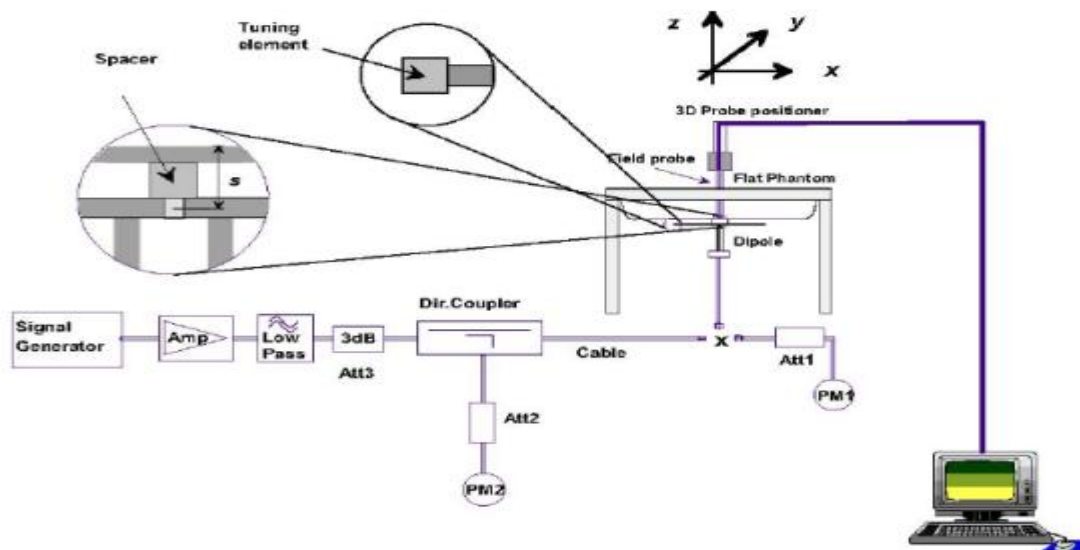 Tuning
element
Spacer
s
z
y
x
3D Probe positioner
Field probe
Flat Phantom
Dipole
Signal
Generator
Amp
Low
Pass
3dB
Att3
Dir.Coupler
Cable
x
Att1
PM1
Att2
PM2